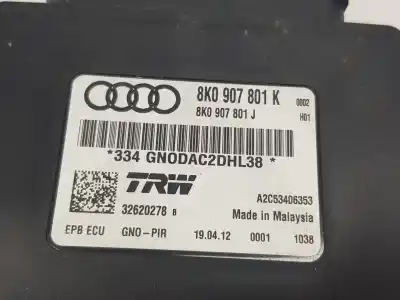 8K0 907 801 K 0002
8K0 907 801 J H01
*334 GNODAC2DHL38 *
TRW
A2C53406353
32620278 B Made in Malaysia
EPB ECU GNO-PIR 19.04.12 0001 1038